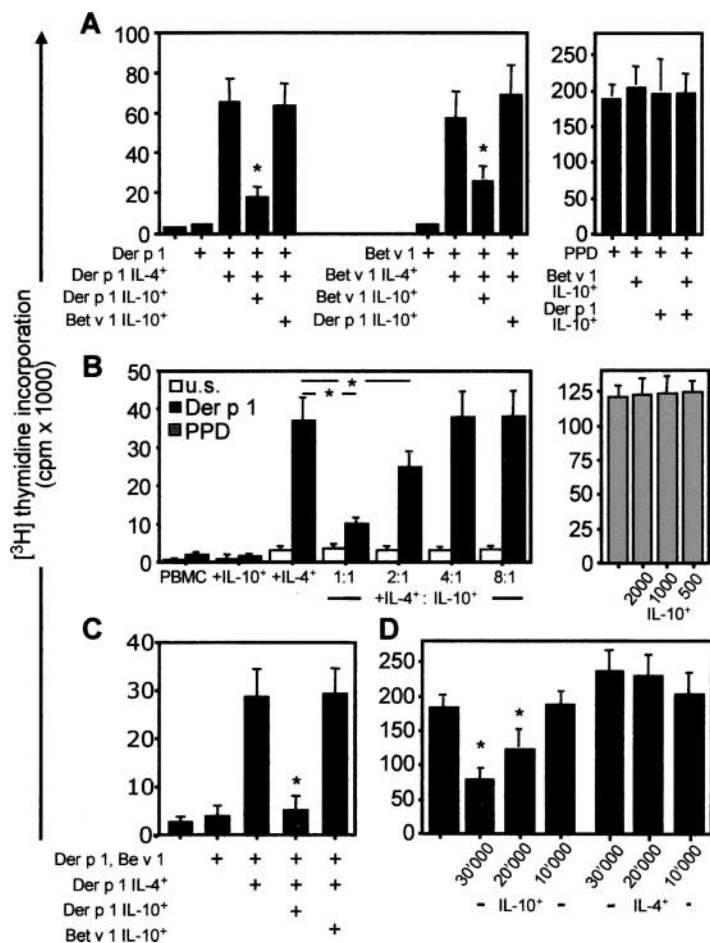 [³H] thymidine incorporation
(cpm x 1000)
A
100
80
60
40
20
0
*
*
Der p 1 + + + +
Der p 1 IL-4⁺ + + +
Der p 1 IL-10⁺ +
Bet v 1 IL-10⁺ +
Bet v 1 + + + +
Bet v 1 IL-4⁺ + + +
Bet v 1 IL-10⁺ +
Der p 1 IL-10⁺ +
250
200
150
100
50
0
PPD + + + +
Bet v 1
IL-10⁺ + +
Der p 1
IL-10⁺ + +
B
50
40
30
20
10
0
u.s.
Der p 1
PPD
*
*
PBMC +IL-10⁺ +IL-4⁺ 1:1 2:1 4:1 8:1
+IL-4⁺ : IL-10⁺
125
100
75
50
25
0
2000 1000 500
IL-10⁺
C
40
30
20
10
0
*
Der p 1, Be v 1 + + + +
Der p 1 IL-4⁺ + + +
Der p 1 IL-10⁺ +
Bet v 1 IL-10⁺ +
D
250
200
150
100
50
0
*
*
30'000 20'000 10'000 30'000 20'000 10'000
- IL-10⁺ - - IL-4⁺ -